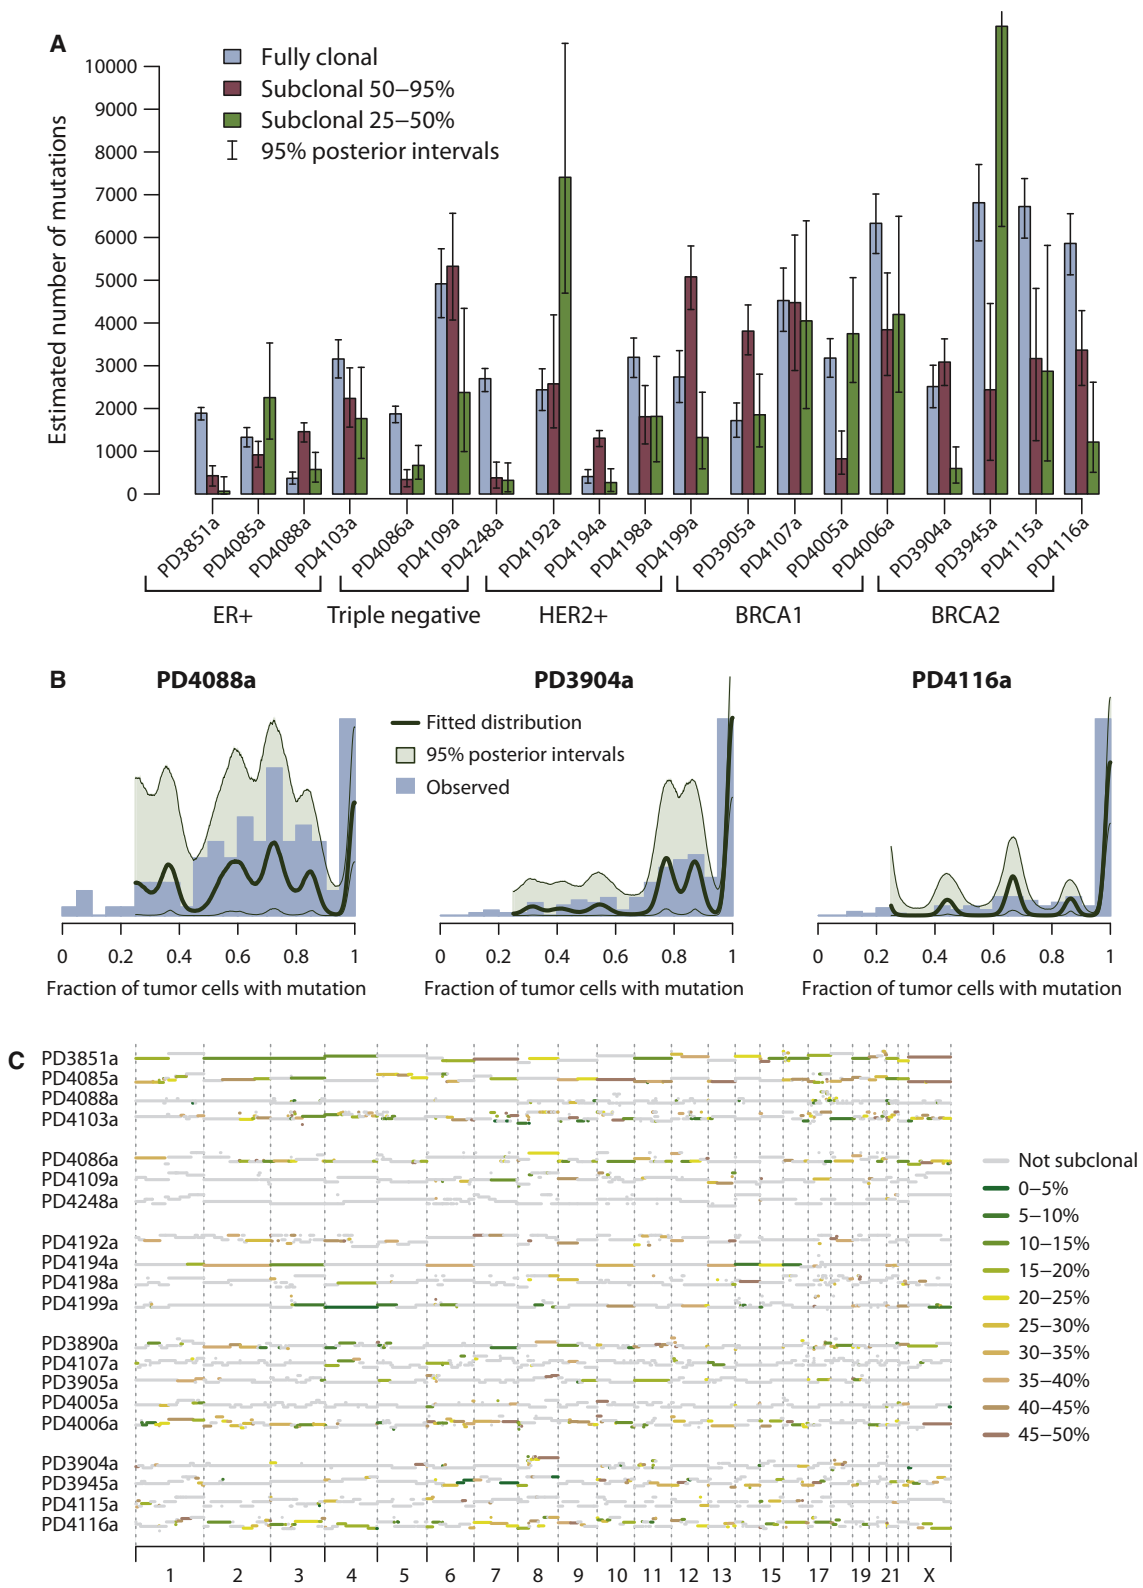 A
Fully clonal
Subclonal 50–95%
Subclonal 25–50%
95% posterior intervals
Estimated number of mutations
10000
9000
8000
7000
6000
5000
4000
3000
2000
1000
0
PD3851a
PD4085a
PD4088a
PD4103a
PD4086a
PD4109a
PD4248a
PD4192a
PD4194a
PD4198a
PD4199a
PD3905a
PD4107a
PD4005a
PD4006a
PD3904a
PD3945a
PD4115a
PD4116a
ER+ Triple negative HER2+ BRCA1 BRCA2
B
PD4088a PD3904a PD4116a
Fitted distribution
95% posterior intervals
Observed
0 0.2 0.4 0.6 0.8 1
0 0.2 0.4 0.6 0.8 1
0 0.2 0.4 0.6 0.8 1
Fraction of tumor cells with mutation
Fraction of tumor cells with mutation
Fraction of tumor cells with mutation
C
PD3851a
PD4085a
PD4088a
PD4103a
PD4086a
PD4109a
PD4248a
PD4192a
PD4194a
PD4198a
PD4199a
PD3890a
PD4107a
PD3905a
PD4005a
PD4006a
PD3904a
PD3945a
PD4115a
PD4116a
Not subclonal
0–5%
5–10%
10–15%
15–20%
20–25%
25–30%
30–35%
35–40%
40–45%
45–50%
1 2 3 4 5 6 7 8 9 10 11 12 13 15 17 19 21 X